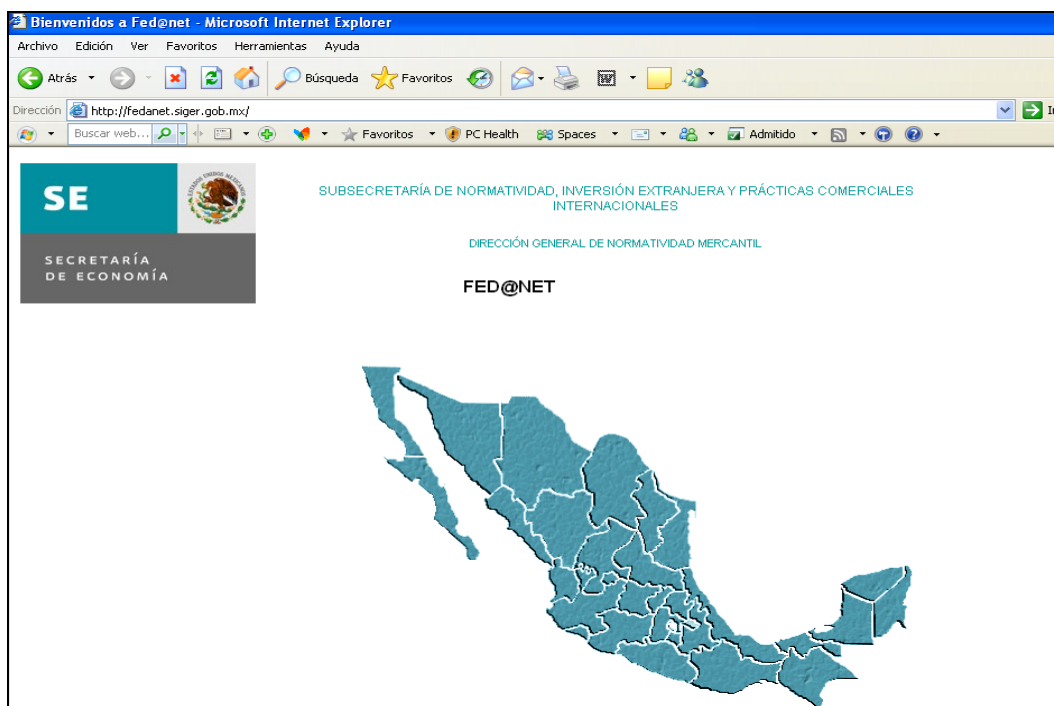 Bienvenidos a Fed@net - Microsoft Internet Explorer
Archivo Edición Ver Favoritos Herramientas Ayuda
Atrás Búsqueda Favoritos
Dirección http://fedanet.siger.gob.mx/
Buscar web... Favoritos PC Health Spaces Admitido
SE
SECRETARÍA
DE ECONOMÍA
SUBSECRETARÍA DE NORMATIVIDAD, INVERSIÓN EXTRANJERA Y PRÁCTICAS COMERCIALES
INTERNACIONALES
DIRECCIÓN GENERAL DE NORMATIVIDAD MERCANTIL
FED@NET